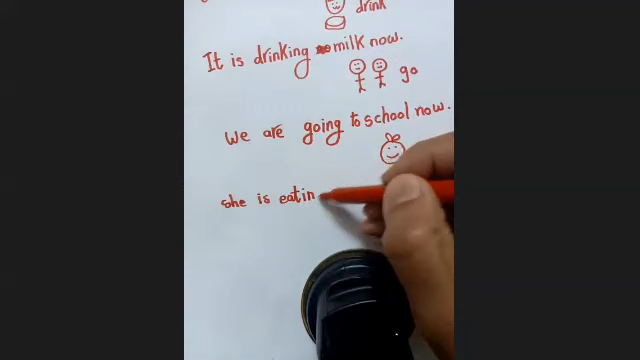 drink
It is drinking milk now.
go
we are going to school now.
she is eatin